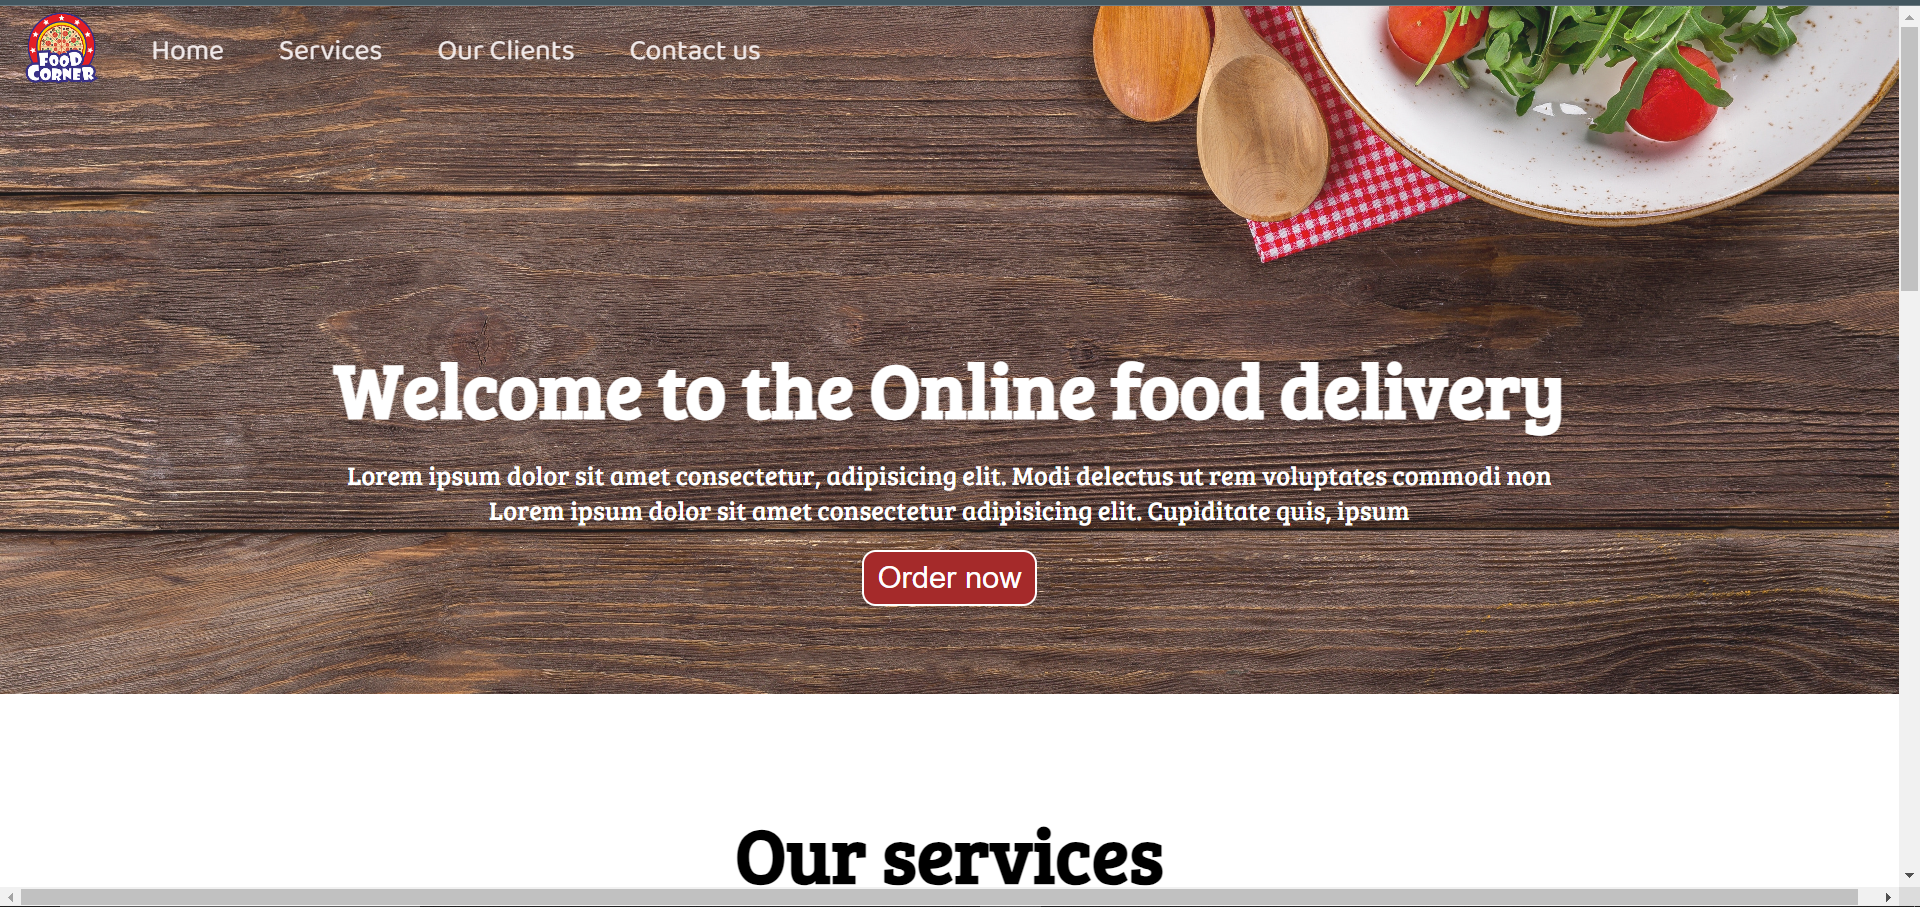 FOOD
CORNER
Home Services Our Clients Contact us
Welcome to the Online food delivery
Lorem ipsum dolor sit amet consectetur, adipisicing elit. Modi delectus ut rem voluptates commodi non
Lorem ipsum dolor sit amet consectetur adipisicing elit. Cupiditate quis, ipsum
Order now
Our services